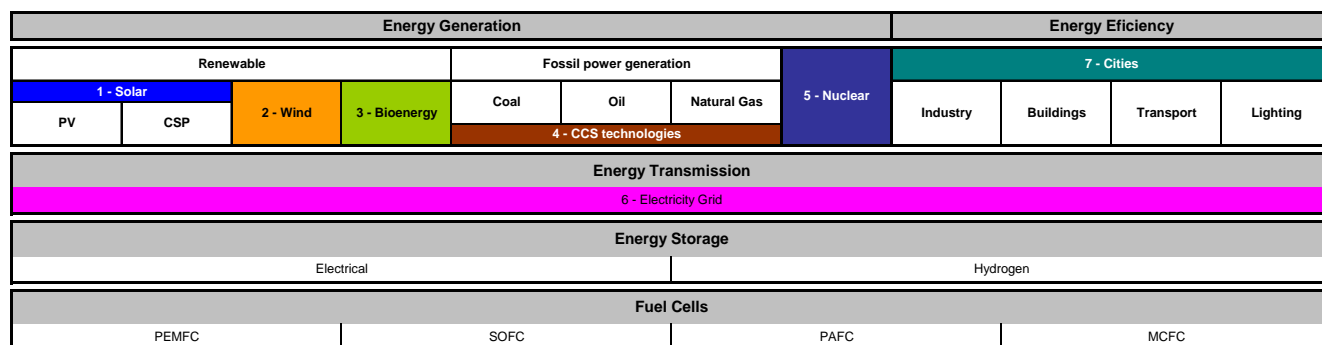 Energy Generation
Energy Eficiency
Renewable
Fossil power generation
5 - Nuclear
7 - Cities
1 - Solar
2 - Wind
3 - Bioenergy
Coal
Oil
Natural Gas
Industry
Buildings
Transport
Lighting
PV
CSP
4 - CCS technologies
Energy Transmission
6 - Electricity Grid
Energy Storage
Electrical
Hydrogen
Fuel Cells
PEMFC
SOFC
PAFC
MCFC